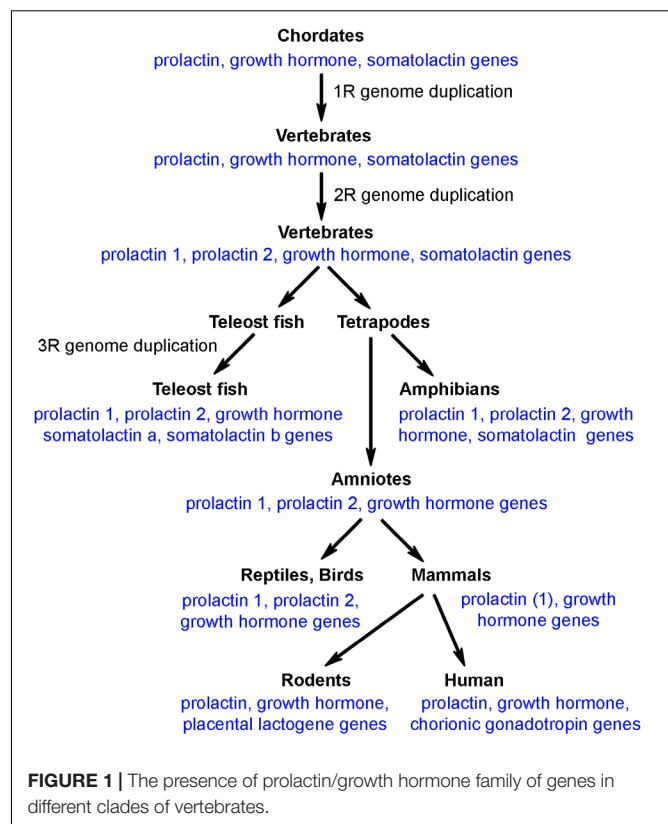 Chordates
prolactin, growth hormone, somatolactin genes
1R genome duplication
Vertebrates
prolactin, growth hormone, somatolactin genes
2R genome duplication
Vertebrates
prolactin 1, prolactin 2, growth hormone, somatolactin genes
Teleost fish
Tetrapodes
3R genome duplication
Teleost fish
prolactin 1, prolactin 2, growth hormone
somatolactin a, somatolactin b genes
Amphibians
prolactin 1, prolactin 2, growth
hormone, somatolactin genes
Amniotes
prolactin 1, prolactin 2, growth hormone genes
Reptiles, Birds
prolactin 1, prolactin 2,
growth hormone genes
Mammals
prolactin (1), growth
hormone genes
Rodents
prolactin, growth hormone,
placental lactogene genes
Human
prolactin, growth hormone,
chorionic gonadotropin genes
FIGURE 1 | The presence of prolactin/growth hormone family of genes in
different clades of vertebrates.